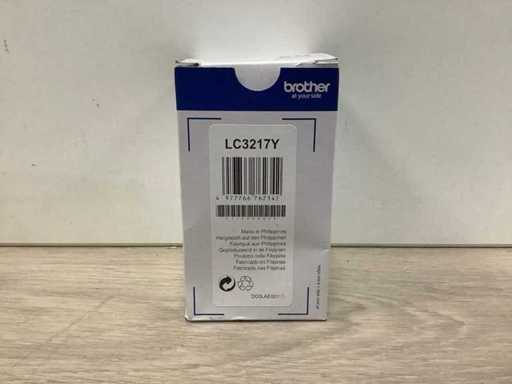 brother
at your side
LC3217Y
4 977766 762342
Made in Philippines
Hergestellt auf den Philippinen
Fabriqué aux Philippines
Geproduceerd in de Filipijnen
Prodotto nelle Filippine
Fabricado en Filipinas
Fabricado nas Filipinas